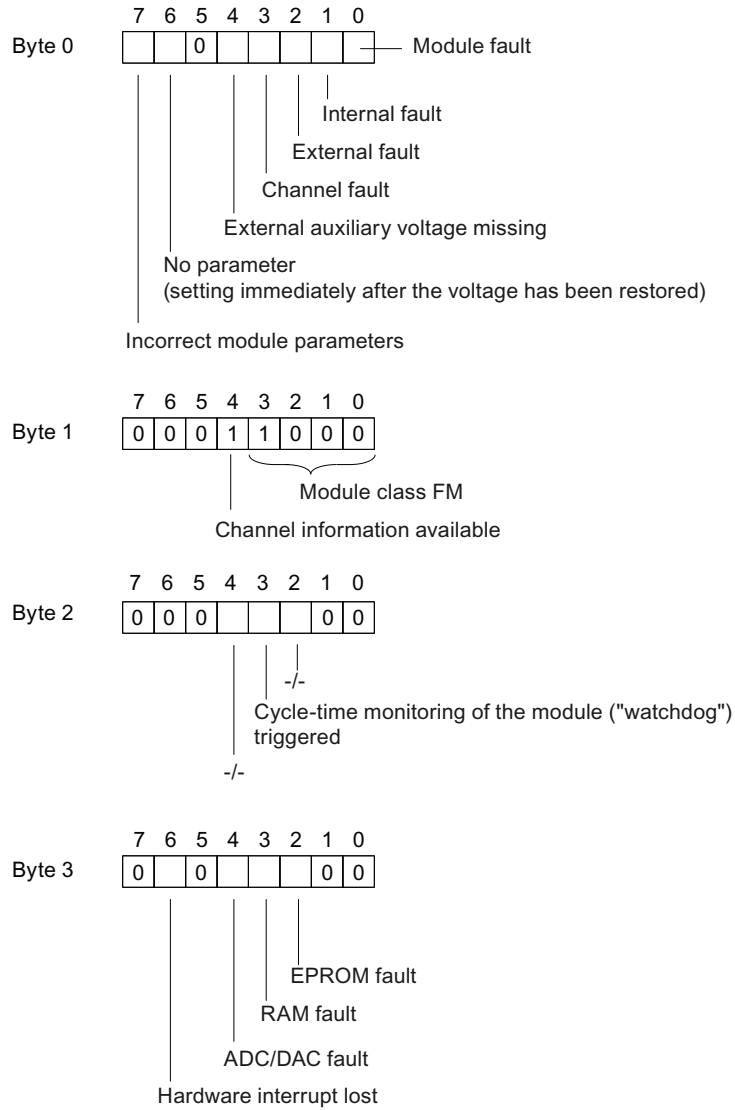 7 6 5 4 3 2 1 0
Byte 0 0 Module fault
Internal fault
External fault
Channel fault
External auxiliary voltage missing
No parameter
(setting immediately after the voltage has been restored)
Incorrect module parameters
7 6 5 4 3 2 1 0
Byte 1 0 0 0 1 1 0 0 0
Module class FM
Channel information available
7 6 5 4 3 2 1 0
Byte 2 0 0 0 0 0
-/-
Cycle-time monitoring of the module ("watchdog")
triggered
-/-
7 6 5 4 3 2 1 0
Byte 3 0 0 0 0
EPROM fault
RAM fault
ADC/DAC fault
Hardware interrupt lost